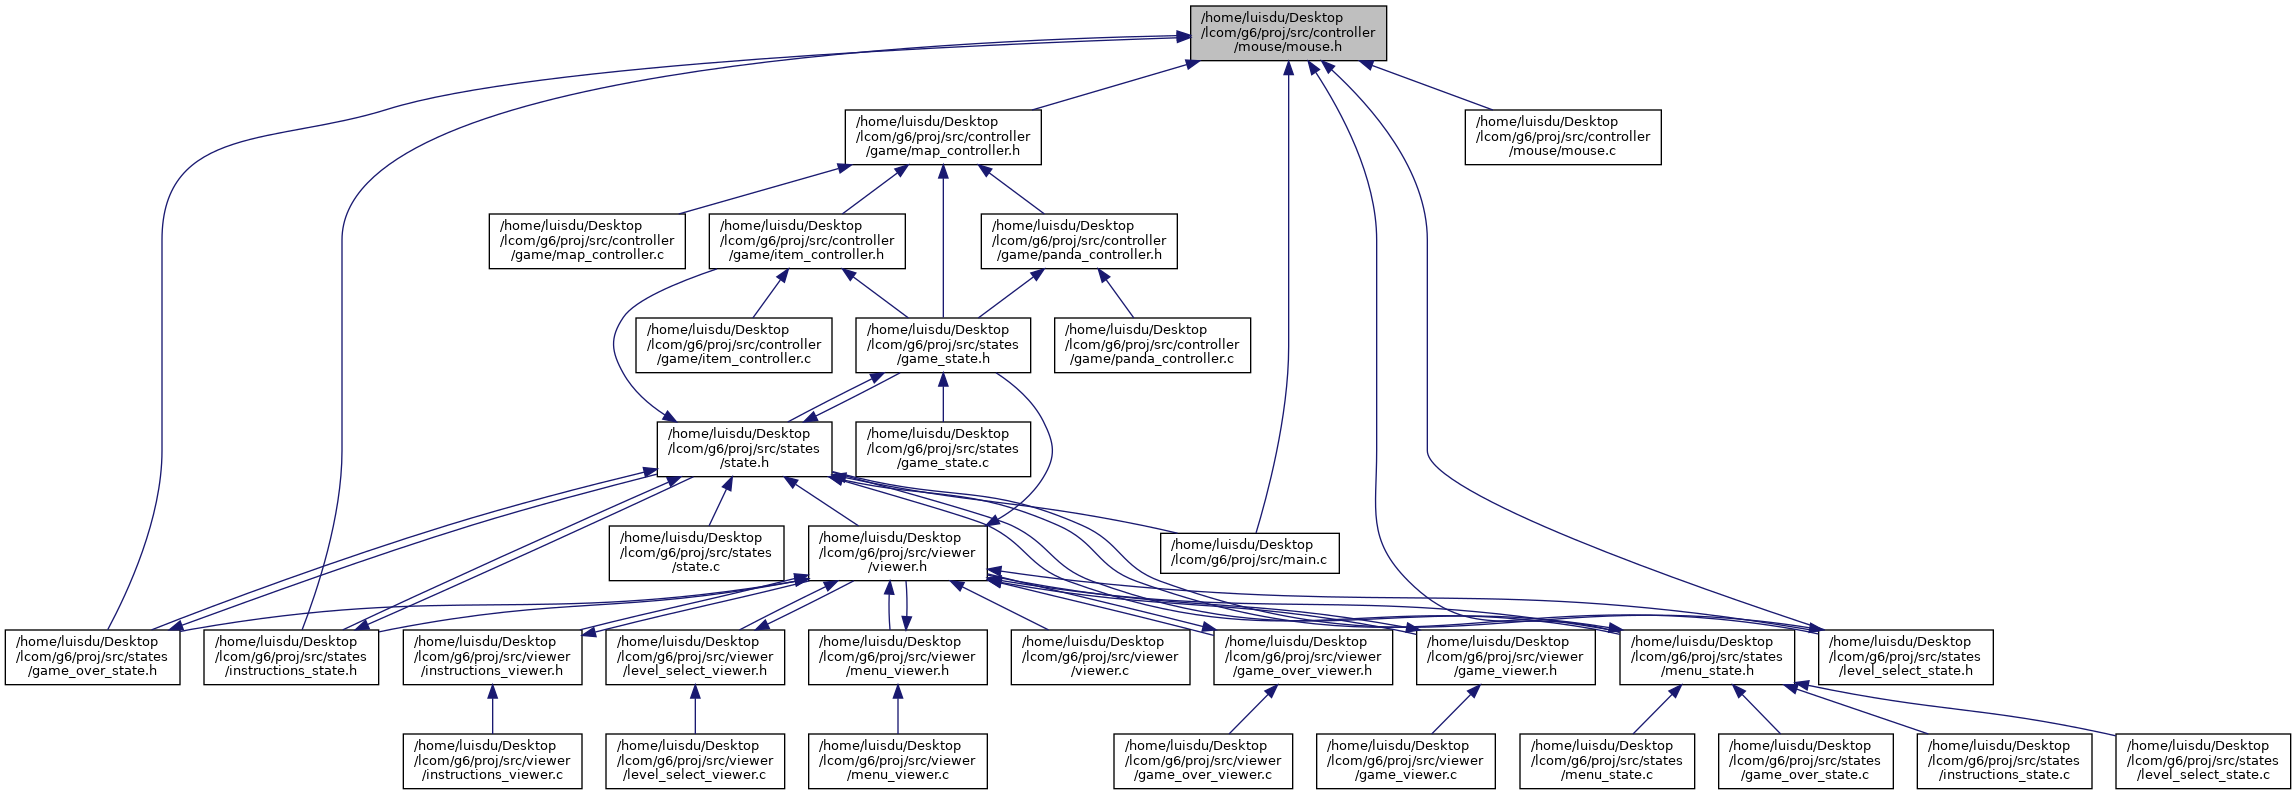 /home/luisdu/Desktop
/lcom/g6/proj/src/controller
/mouse/mouse.h
/home/luisdu/Desktop
/lcom/g6/proj/src/controller
/game/map_controller.h
/home/luisdu/Desktop
/lcom/g6/proj/src/controller
/mouse/mouse.c
/home/luisdu/Desktop
/lcom/g6/proj/src/controller
/game/map_controller.c
/home/luisdu/Desktop
/lcom/g6/proj/src/controller
/game/item_controller.h
/home/luisdu/Desktop
/lcom/g6/proj/src/controller
/game/panda_controller.h
/home/luisdu/Desktop
/lcom/g6/proj/src/controller
/game/item_controller.c
/home/luisdu/Desktop
/lcom/g6/proj/src/states
/game_state.h
/home/luisdu/Desktop
/lcom/g6/proj/src/controller
/game/panda_controller.c
/home/luisdu/Desktop
/lcom/g6/proj/src/states
/state.h
/home/luisdu/Desktop
/lcom/g6/proj/src/states
/game_state.c
/home/luisdu/Desktop
/lcom/g6/proj/src/states
/state.c
/home/luisdu/Desktop
/lcom/g6/proj/src/viewer
/viewer.h
/home/luisdu/Desktop
/lcom/g6/proj/src/main.c
/home/luisdu/Desktop
/lcom/g6/proj/src/states
/game_over_state.h
/home/luisdu/Desktop
/lcom/g6/proj/src/states
/instructions_state.h
/home/luisdu/Desktop
/lcom/g6/proj/src/viewer
/instructions_viewer.h
/home/luisdu/Desktop
/lcom/g6/proj/src/viewer
/level_select_viewer.h
/home/luisdu/Desktop
/lcom/g6/proj/src/viewer
/menu_viewer.h
/home/luisdu/Desktop
/lcom/g6/proj/src/viewer
/viewer.c
/home/luisdu/Desktop
/lcom/g6/proj/src/viewer
/game_over_viewer.h
/home/luisdu/Desktop
/lcom/g6/proj/src/viewer
/game_viewer.h
/home/luisdu/Desktop
/lcom/g6/proj/src/states
/menu_state.h
/home/luisdu/Desktop
/lcom/g6/proj/src/states
/level_select_state.h
/home/luisdu/Desktop
/lcom/g6/proj/src/viewer
/instructions_viewer.c
/home/luisdu/Desktop
/lcom/g6/proj/src/viewer
/level_select_viewer.c
/home/luisdu/Desktop
/lcom/g6/proj/src/viewer
/menu_viewer.c
/home/luisdu/Desktop
/lcom/g6/proj/src/viewer
/game_over_viewer.c
/home/luisdu/Desktop
/lcom/g6/proj/src/viewer
/game_viewer.c
/home/luisdu/Desktop
/lcom/g6/proj/src/states
/menu_state.c
/home/luisdu/Desktop
/lcom/g6/proj/src/states
/game_over_state.c
/home/luisdu/Desktop
/lcom/g6/proj/src/states
/instructions_state.c
/home/luisdu/Desktop
/lcom/g6/proj/src/states
/level_select_state.c